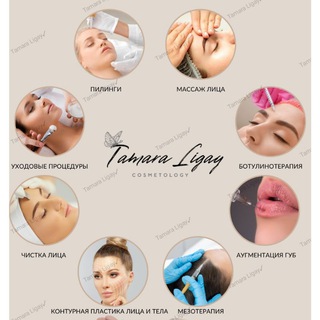 ПИЛИНГИ
МАССАЖ ЛИЦА
УХОДОВЫЕ ПРОЦЕДУРЫ
Tamara Ligay
COSMETOLOGY
БОТУЛИНОТЕРАПИЯ
ЧИСТКА ЛИЦА
АУГМЕНТАЦИЯ ГУБ
КОНТУРНАЯ ПЛАСТИКА ЛИЦА И ТЕЛА
МЕЗОТЕРАПИЯ